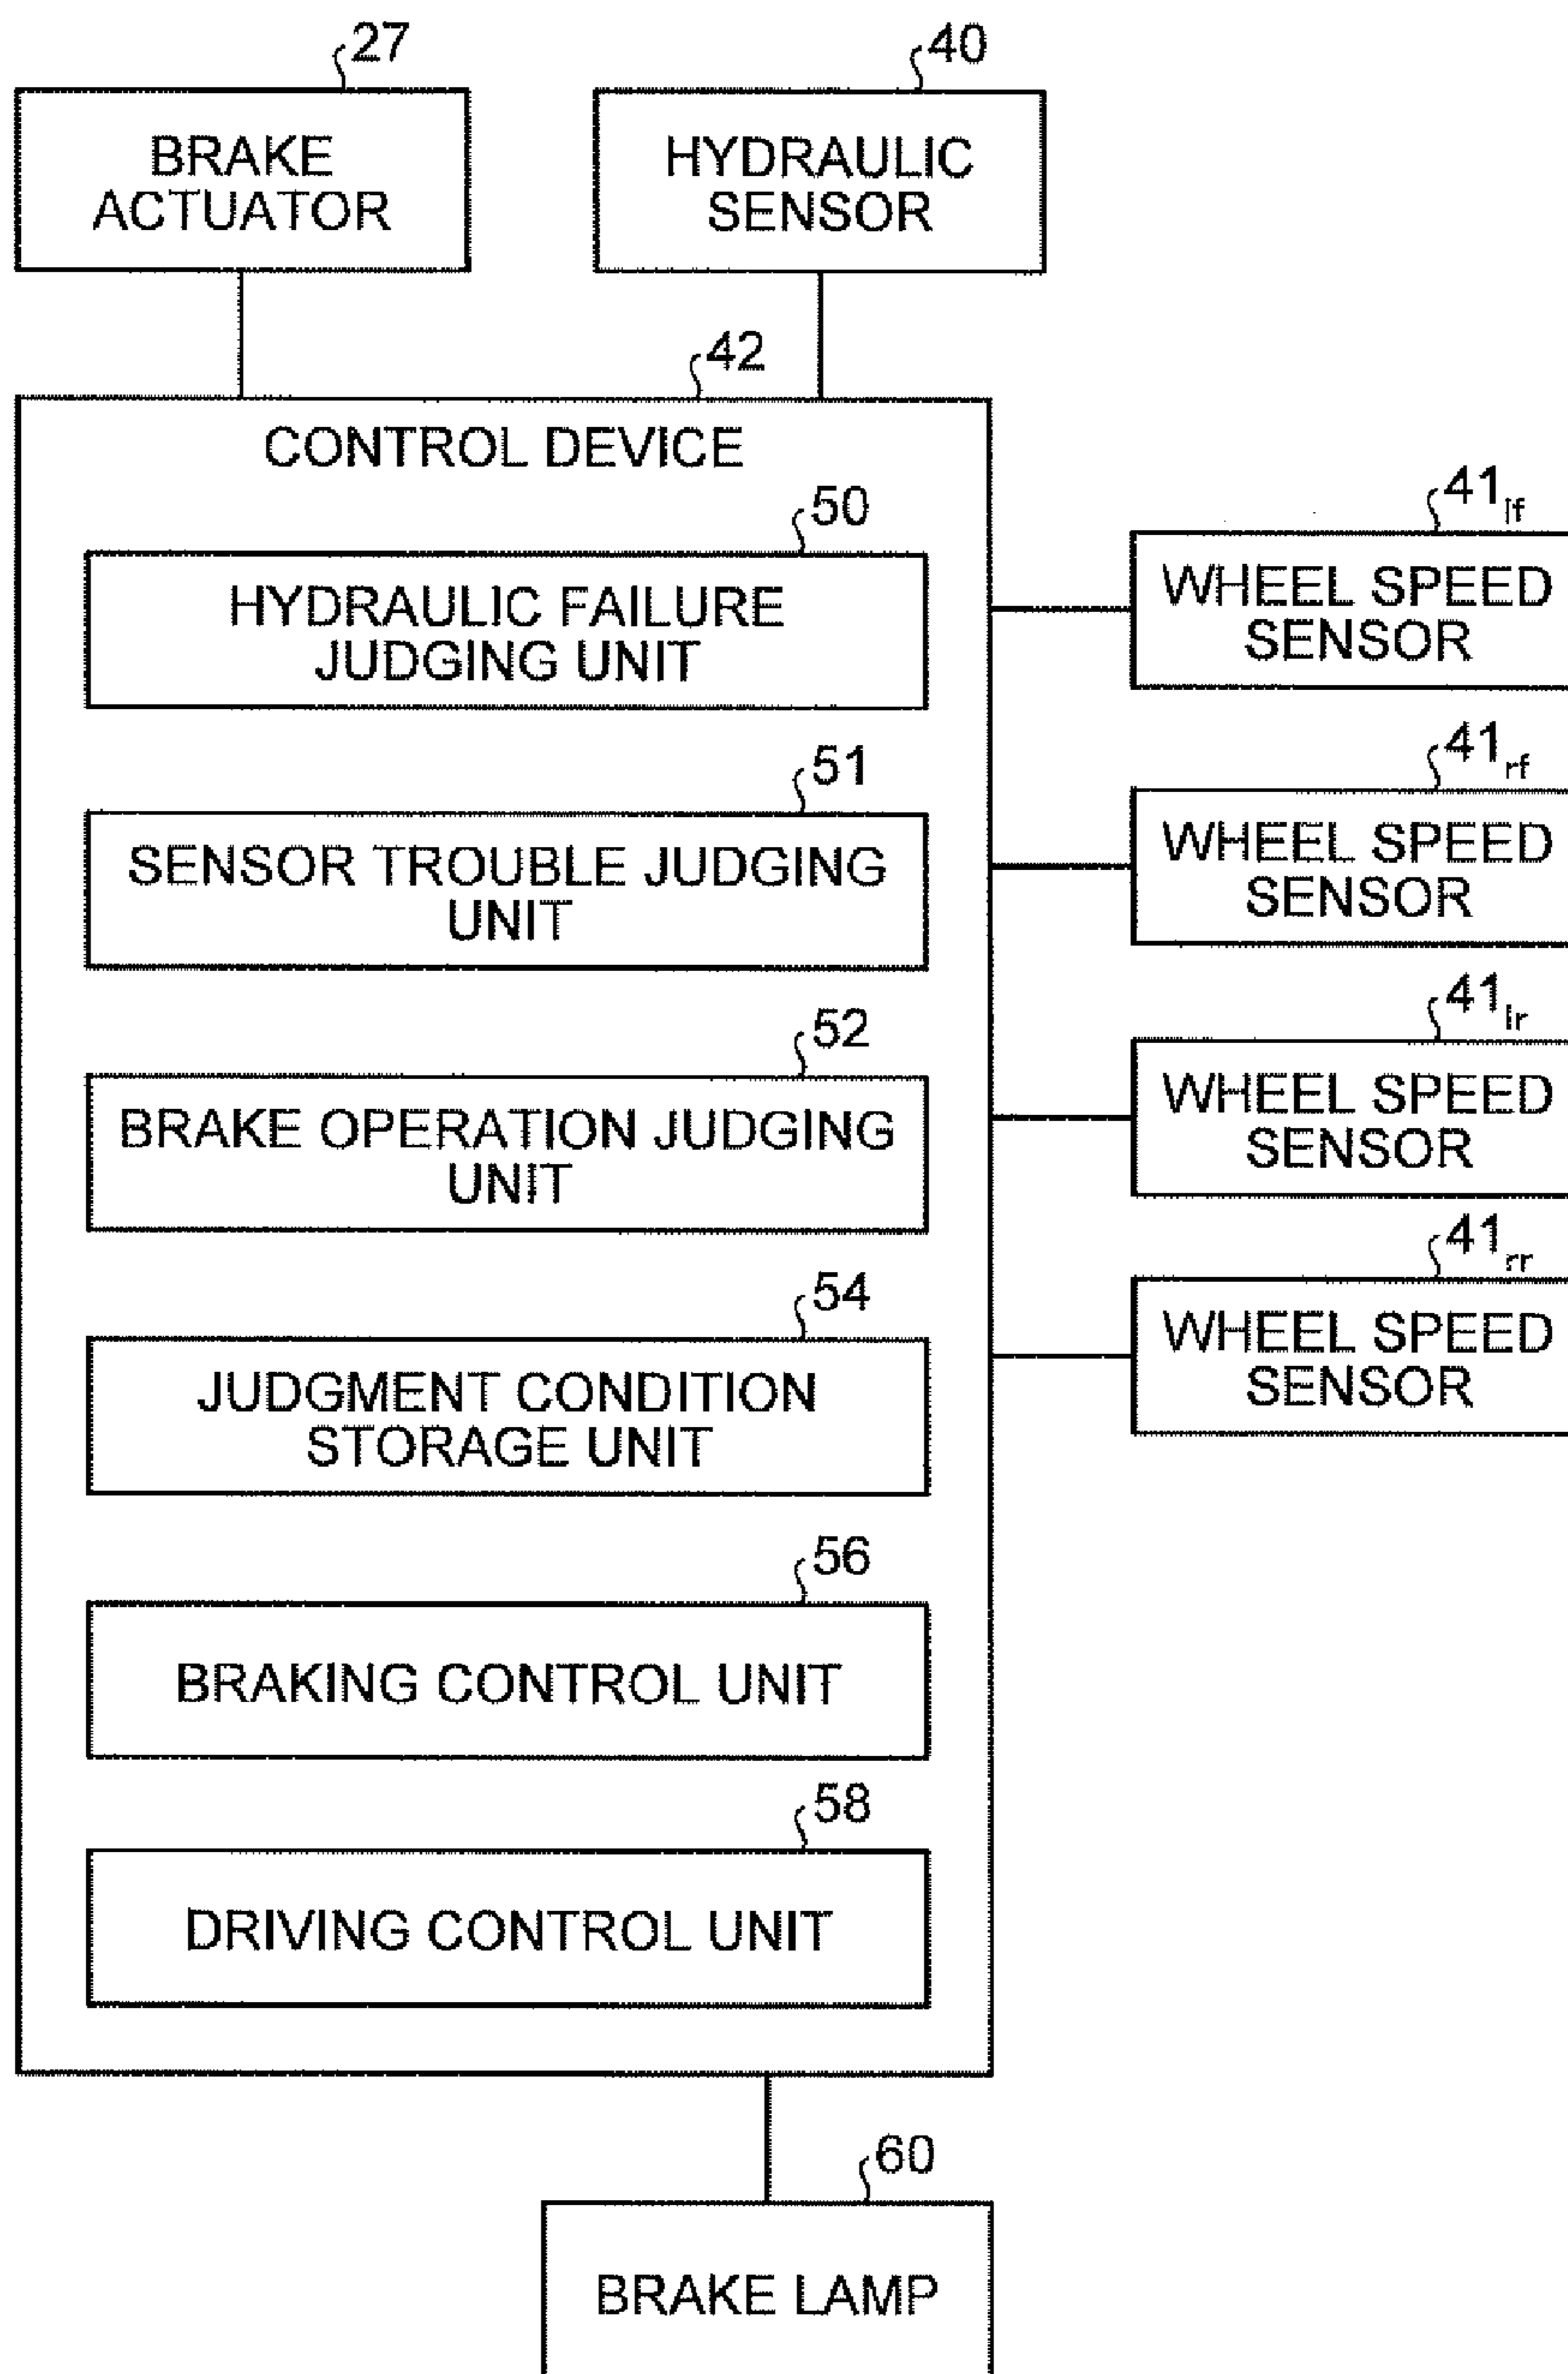 27
BRAKE
ACTUATOR
40
HYDRAULIC
SENSOR
42
CONTROL DEVICE
50
HYDRAULIC FAILURE
JUDGING UNIT
51
SENSOR TROUBLE JUDGING
UNIT
52
BRAKE OPERATION JUDGING
UNIT
54
JUDGMENT CONDITION
STORAGE UNIT
56
BRAKING CONTROL UNIT
58
DRIVING CONTROL UNIT
41lf
WHEEL SPEED
SENSOR
41rf
WHEEL SPEED
SENSOR
41lr
WHEEL SPEED
SENSOR
41rr
WHEEL SPEED
SENSOR
60
BRAKE LAMP